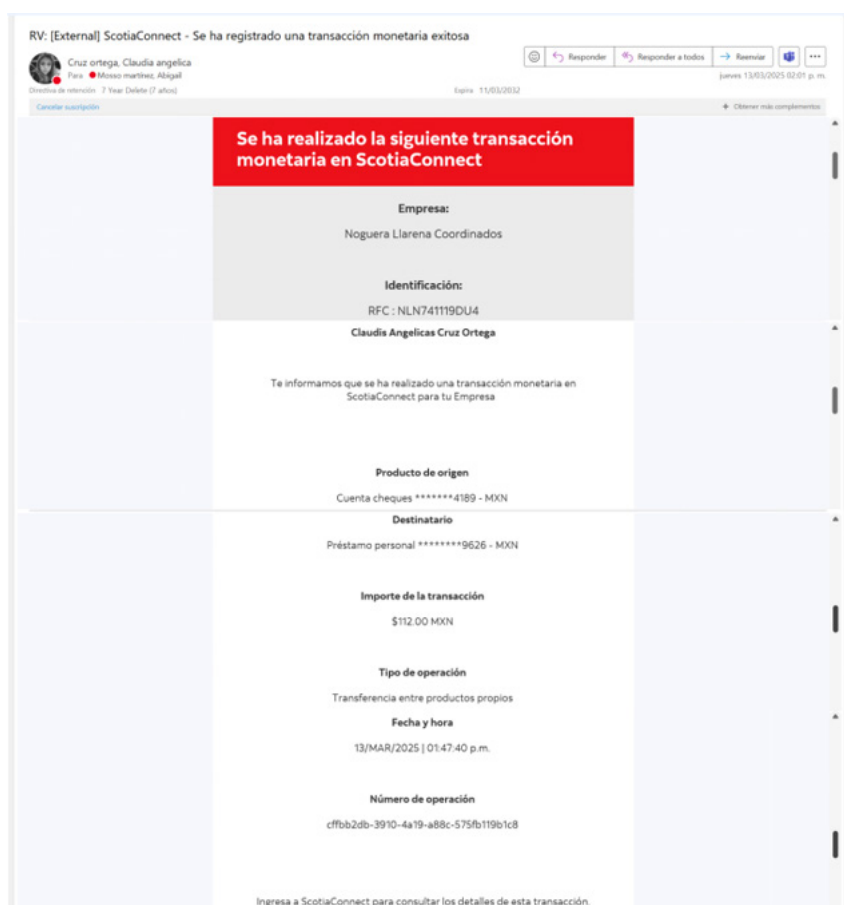 RV: [External] ScotiaConnect - Se ha registrado una transacción monetaria exitosa
Cruz ortega, Claudia angelica
Para Mosso martinez, Abigail
Responder
Responder a todos
Reenviar
jueves 13/03/2025 02:01 p. m.
Directiva de retención 7 Year Delete (7 años)
Expira 11/03/2032
Cancelar suscripción
+ Obtener más complementos
Se ha realizado la siguiente transacción
monetaria en ScotiaConnect
Empresa:
Noguera Llarena Coordinados
Identificación:
RFC : NLN741119DU4
Claudis Angelicas Cruz Ortega
Te informamos que se ha realizado una transacción monetaria en
ScotiaConnect para tu Empresa
Producto de origen
Cuenta cheques *******4189 - MXN
Destinatario
Préstamo personal ********9626 - MXN
Importe de la transacción
$112.00 MXN
Tipo de operación
Transferencia entre productos propios
Fecha y hora
13/MAR/2025 | 01:47:40 p.m.
Número de operación
cffbb2db-3910-4a19-a88c-575fb119b1c8
Ingresa a ScotiaConnect para consultar los detalles de esta transacción.